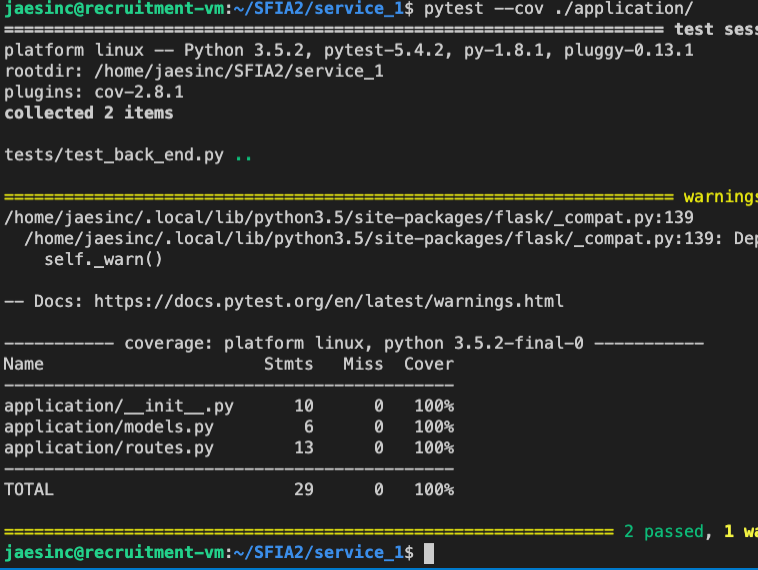 jaesinc@recruitment-vm:~/SFIA2/service_1$ pytest --cov ./application/
================================================================== test
platform linux -- Python 3.5.2, pytest-5.4.2, py-1.8.1, pluggy-0.13.1
rootdir: /home/jaesinc/SFIA2/service_1
plugins: cov-2.8.1
collected 2 items
tests/test_back_end.py ..
==================================================================== warnings
/home/jaesinc/.local/lib/python3.5/site-packages/flask/_compat.py:139
  /home/jaesinc/.local/lib/python3.5/site-packages/flask/_compat.py:139:
    self._warn()
-- Docs: https://docs.pytest.org/en/latest/warnings.html
----------- coverage: platform linux, python 3.5.2-final-0 -----------
Name                      Stmts   Miss  Cover
---------------------------------------------
application/__init__.py      10      0   100%
application/models.py         6      0   100%
application/routes.py        13      0   100%
---------------------------------------------
TOTAL                        29      0   100%
============================================================= 2 passed, 1
jaesinc@recruitment-vm:~/SFIA2/service_1$